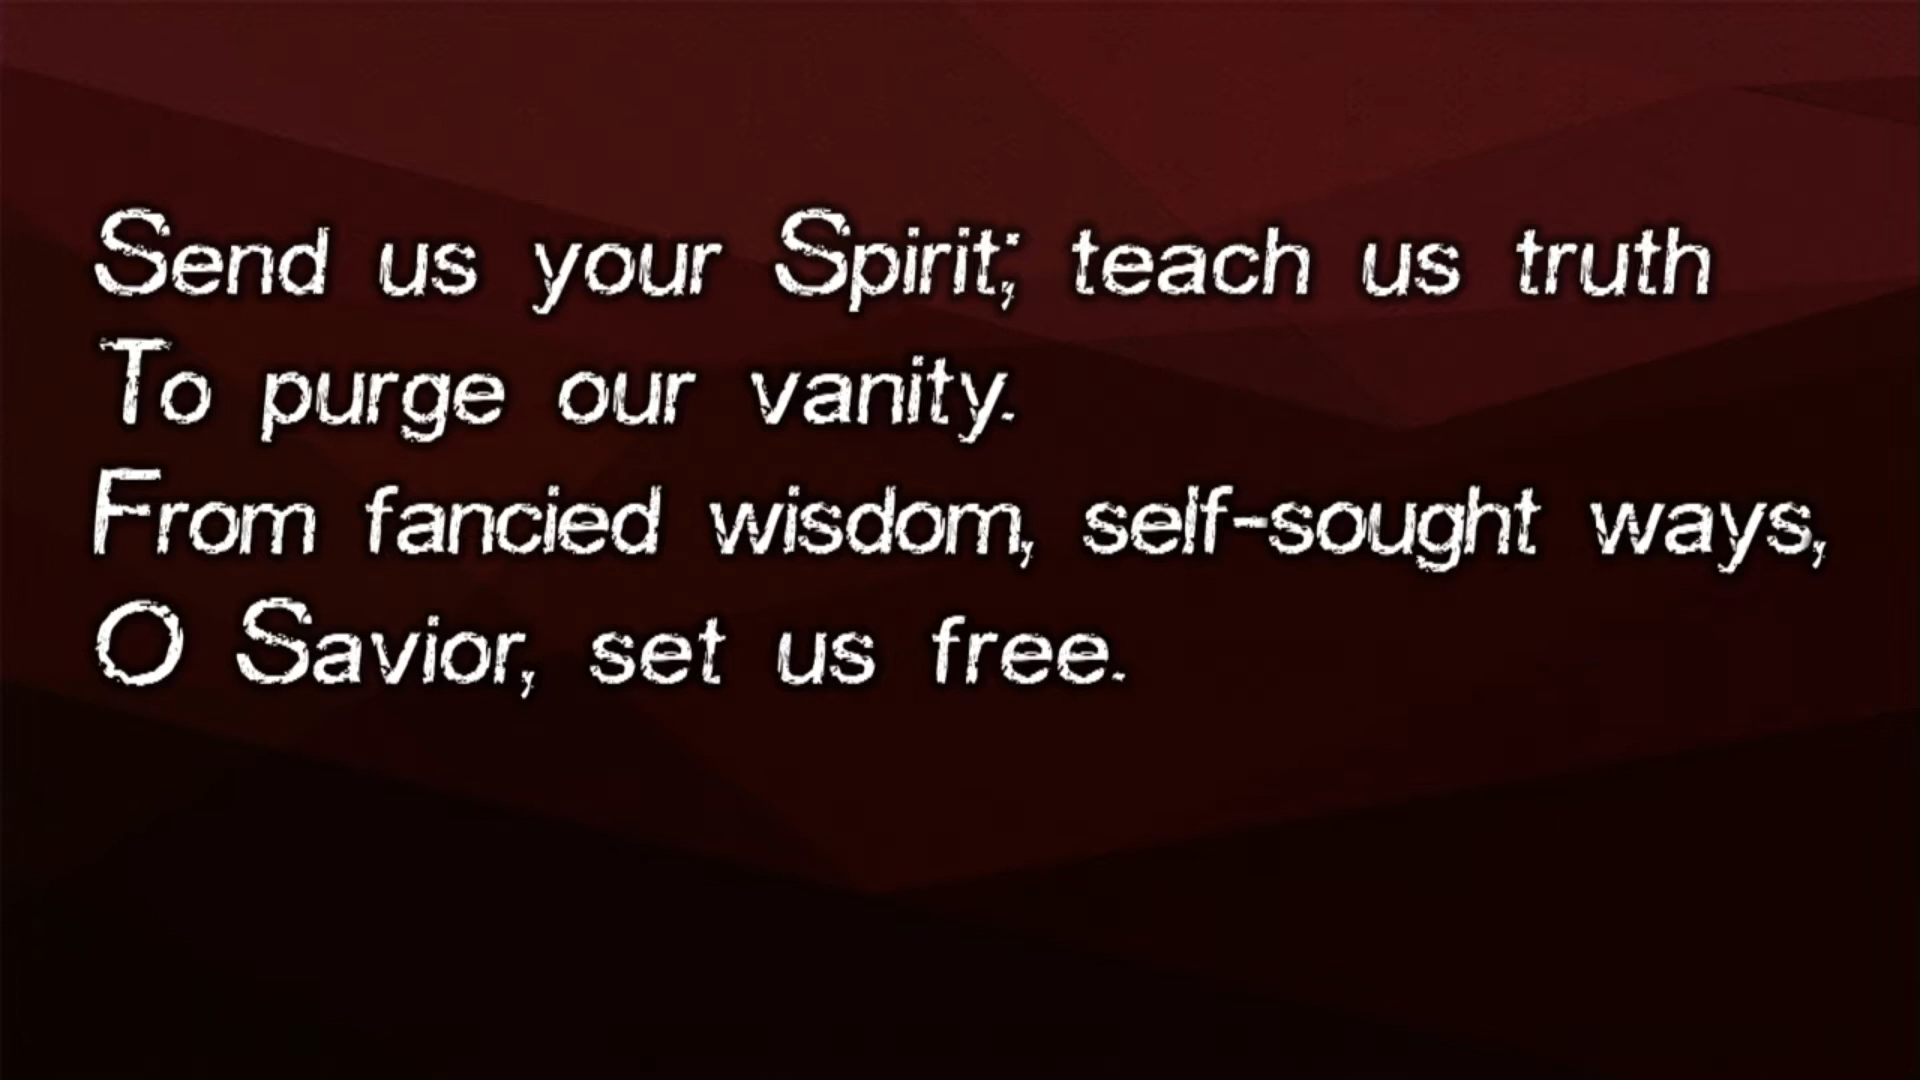 Send us your Spirit; teach us truth
To purge our vanity.
From fancied wisdom, self-sought ways,
O Savior, set us free.